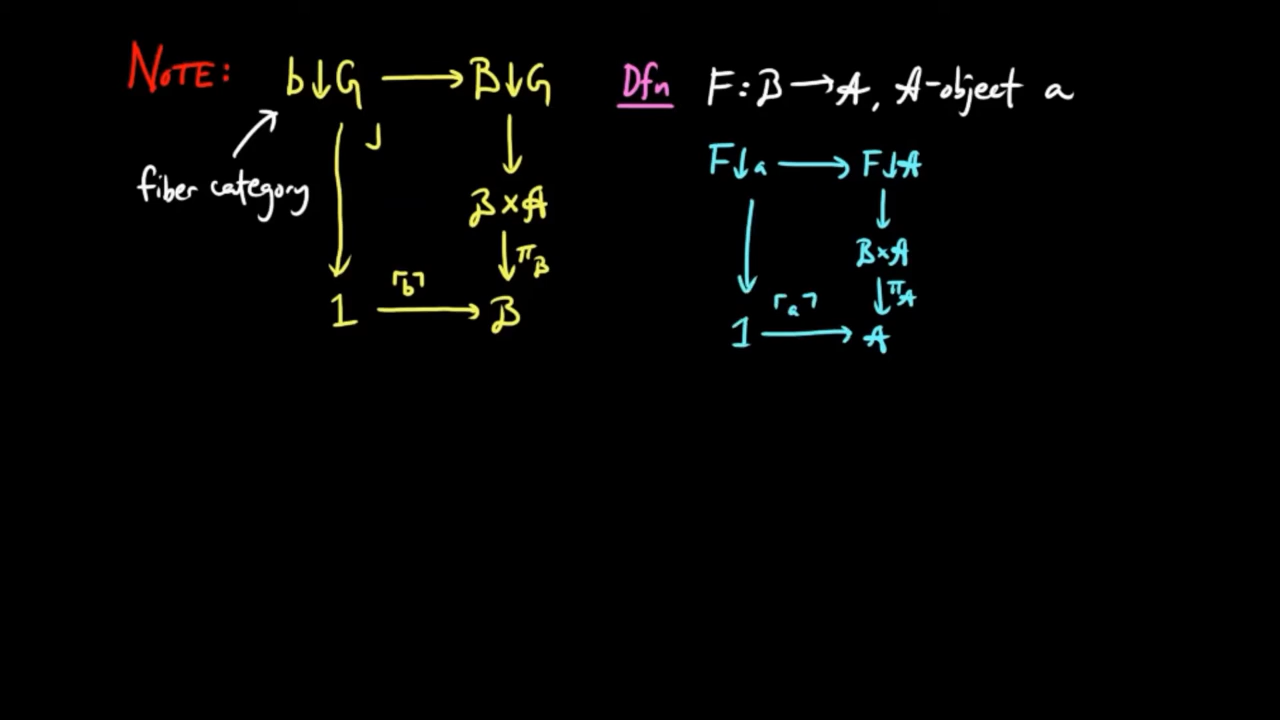 NOTE: b↓G → B↓G
fiber category
B×A
π_B
1 ⌜b⌝ → B
Dfn F:B→A, A-object a
F↓a → F↓A
B×A
π_A
1 ⌜a⌝ → A